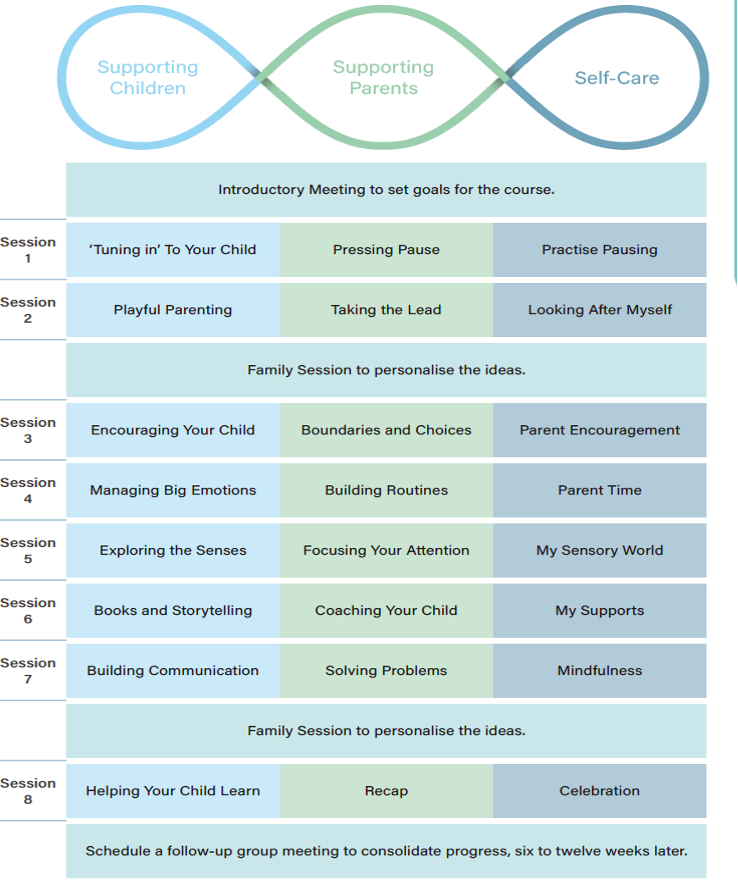 Supporting
Children
Supporting
Parents
Self-Care
Introductory Meeting to set goals for the course.
Session
1
‘Tuning in’ To Your Child
Pressing Pause
Practise Pausing
Session
2
Playful Parenting
Taking the Lead
Looking After Myself
Family Session to personalise the ideas.
Session
3
Encouraging Your Child
Boundaries and Choices
Parent Encouragement
Session
4
Managing Big Emotions
Building Routines
Parent Time
Session
5
Exploring the Senses
Focusing Your Attention
My Sensory World
Session
6
Books and Storytelling
Coaching Your Child
My Supports
Session
7
Building Communication
Solving Problems
Mindfulness
Family Session to personalise the ideas.
Session
8
Helping Your Child Learn
Recap
Celebration
Schedule a follow-up group meeting to consolidate progress, six to twelve weeks later.